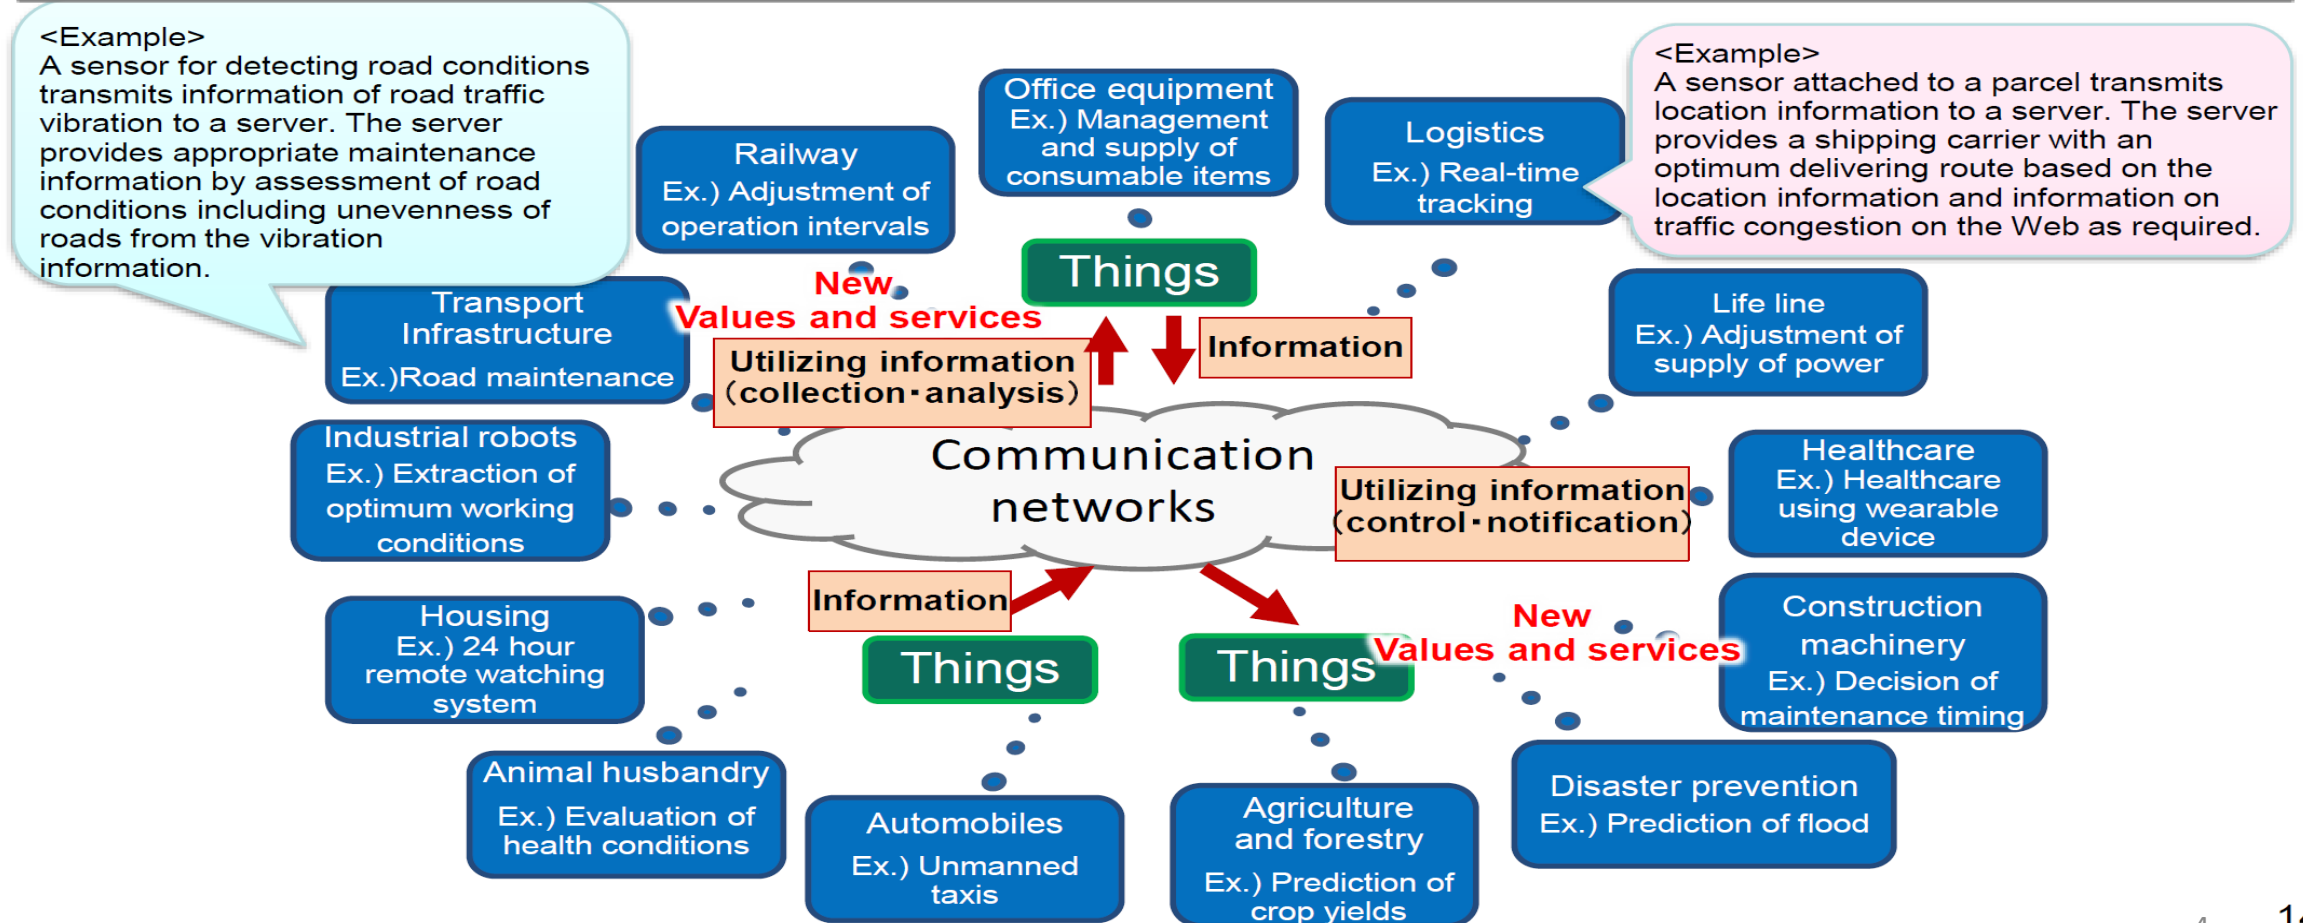 <Example>
A sensor for detecting road conditions
transmits information of road traffic
vibration to a server. The server
provides appropriate maintenance
information by assessment of road
conditions including unevenness of
roads from the vibration
information.
Railway
Ex.) Adjustment of
operation intervals
Office equipment
Ex.) Management
and supply of
consumable items
Logistics
Ex.) Real-time
tracking
<Example>
A sensor attached to a parcel transmits
location information to a server. The server
provides a shipping carrier with an
optimum delivering route based on the
location information and information on
traffic congestion on the Web as required.
Transport
Infrastructure
Ex.)Road maintenance
New
Values and services
Things
Utilizing information
（collection･analysis）
Information
Life line
Ex.) Adjustment of
supply of power
Industrial robots
Ex.) Extraction of
optimum working
conditions
Communication
networks
Utilizing information
（control･notification）
Healthcare
Ex.) Healthcare
using wearable
device
Information
Housing
Ex.) 24 hour
remote watching
system
Things
Things
New
Values and services
Construction
machinery
Ex.) Decision of
maintenance timing
Animal husbandry
Ex.) Evaluation of
health conditions
Automobiles
Ex.) Unmanned
taxis
Agriculture
and forestry
Ex.) Prediction of
crop yields
Disaster prevention
Ex.) Prediction of flood